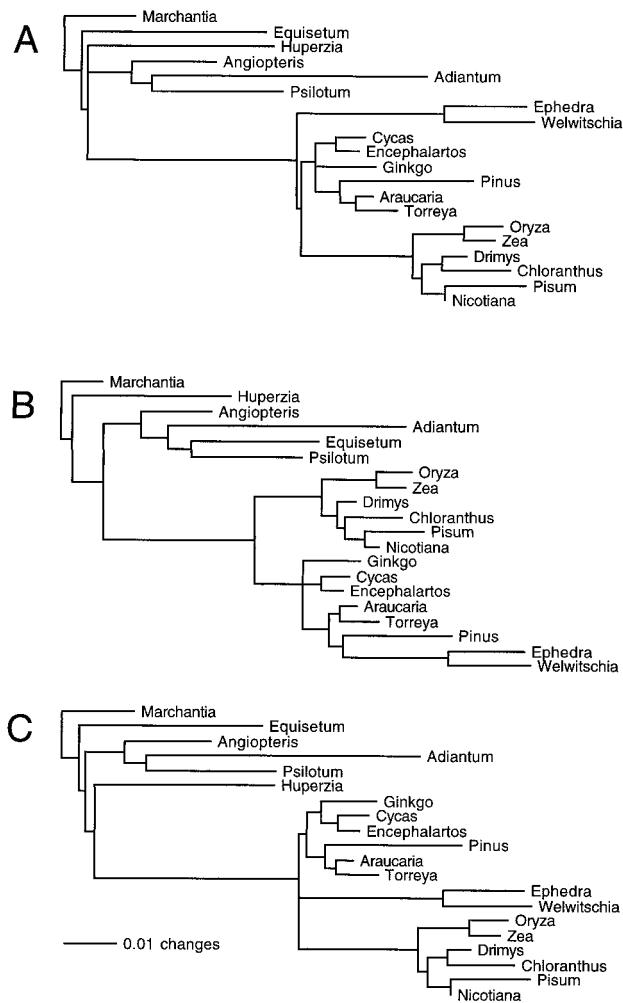 A
Marchantia
Equisetum
Huperzia
Angiopteris
Adiantum
Psilotum
Ephedra
Welwitschia
Cycas
Encephalartos
Ginkgo
Pinus
Araucaria
Torreya
Oryza
Zea
Drimys
Chloranthus
Pisum
Nicotiana
B
Marchantia
Huperzia
Angiopteris
Adiantum
Equisetum
Psilotum
Oryza
Zea
Drimys
Chloranthus
Pisum
Nicotiana
Ginkgo
Cycas
Encephalartos
Araucaria
Torreya
Pinus
Ephedra
Welwitschia
C
Marchantia
Equisetum
Angiopteris
Adiantum
Psilotum
Huperzia
Ginkgo
Cycas
Encephalartos
Pinus
Araucaria
Torreya
Ephedra
Welwitschia
Oryza
Zea
Drimys
Chloranthus
Pisum
Nicotiana
0.01 changes